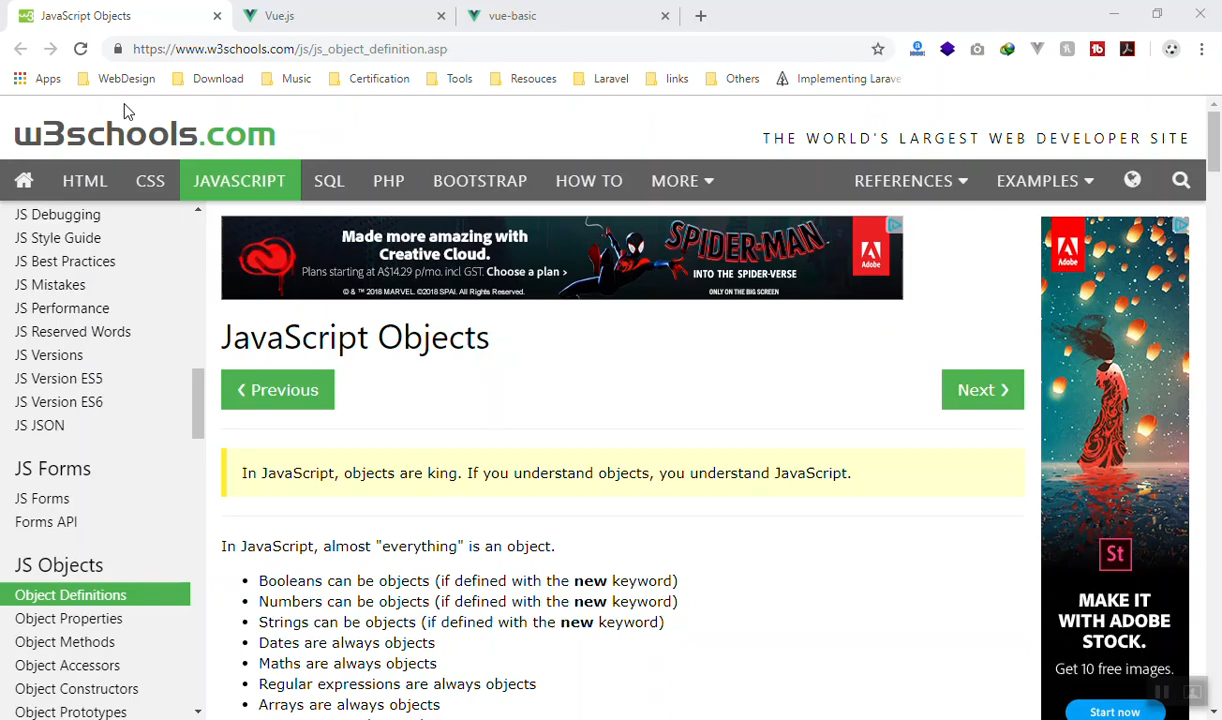 JavaScript Objects
Vue.js
vue-basic
https://www.w3schools.com/js/js_object_definition.asp
Apps
WebDesign
Download
Music
Certification
Tools
Resouces
Laravel
links
Others
Implementing Larave
w3schools.com
THE WORLD'S LARGEST WEB DEVELOPER SITE
HTML
CSS
JAVASCRIPT
SQL
PHP
BOOTSTRAP
HOW TO
MORE
REFERENCES
EXAMPLES
JS Debugging
JS Style Guide
JS Best Practices
JS Mistakes
JS Performance
JS Reserved Words
JS Versions
JS Version ES5
JS Version ES6
JS JSON
JS Forms
JS Forms
Forms API
JS Objects
Object Definitions
Object Properties
Object Methods
Object Accessors
Object Constructors
Object Prototypes
Made more amazing with
Creative Cloud.
Plans starting at A$14.29 p/mo. incl GST. Choose a plan ›
© & ™ 2018 MARVEL. ©2018 SPAI. All Rights Reserved.
SPIDER-MAN
INTO THE SPIDER-VERSE
ONLY ON THE BIG SCREEN
Adobe
JavaScript Objects
❮ Previous
Next ❯
In JavaScript, objects are king. If you understand objects, you understand JavaScript.
In JavaScript, almost "everything" is an object.
• Booleans can be objects (if defined with the new keyword)
• Numbers can be objects (if defined with the new keyword)
• Strings can be objects (if defined with the new keyword)
• Dates are always objects
• Maths are always objects
• Regular expressions are always objects
• Arrays are always objects
Adobe
St
MAKE IT
WITH ADOBE
STOCK.
Get 10 free images.
Start now